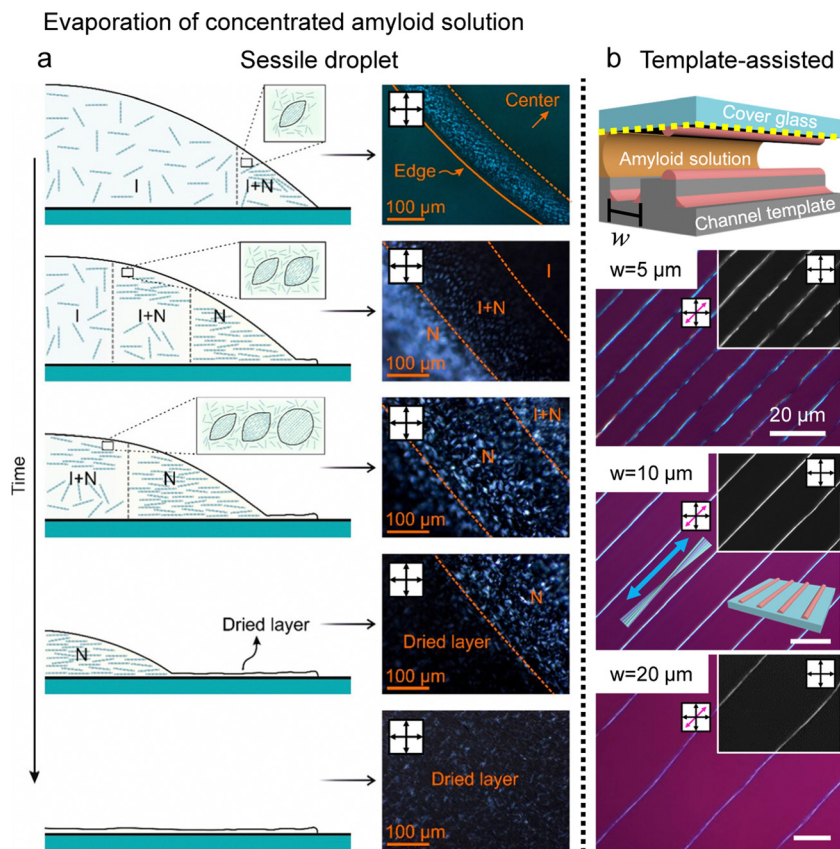 Evaporation of concentrated amyloid solution
a
Sessile droplet
b
Template-assisted
I
I+N
Center
Edge
100 µm
Cover glass
Amyloid solution
Channel template
w
I
I+N
N
I
I+N
N
100 µm
w=5 µm
20 µm
Time
I+N
N
I+N
N
100 µm
w=10 µm
N
Dried layer
N
Dried layer
100 µm
w=20 µm
Dried layer
100 µm